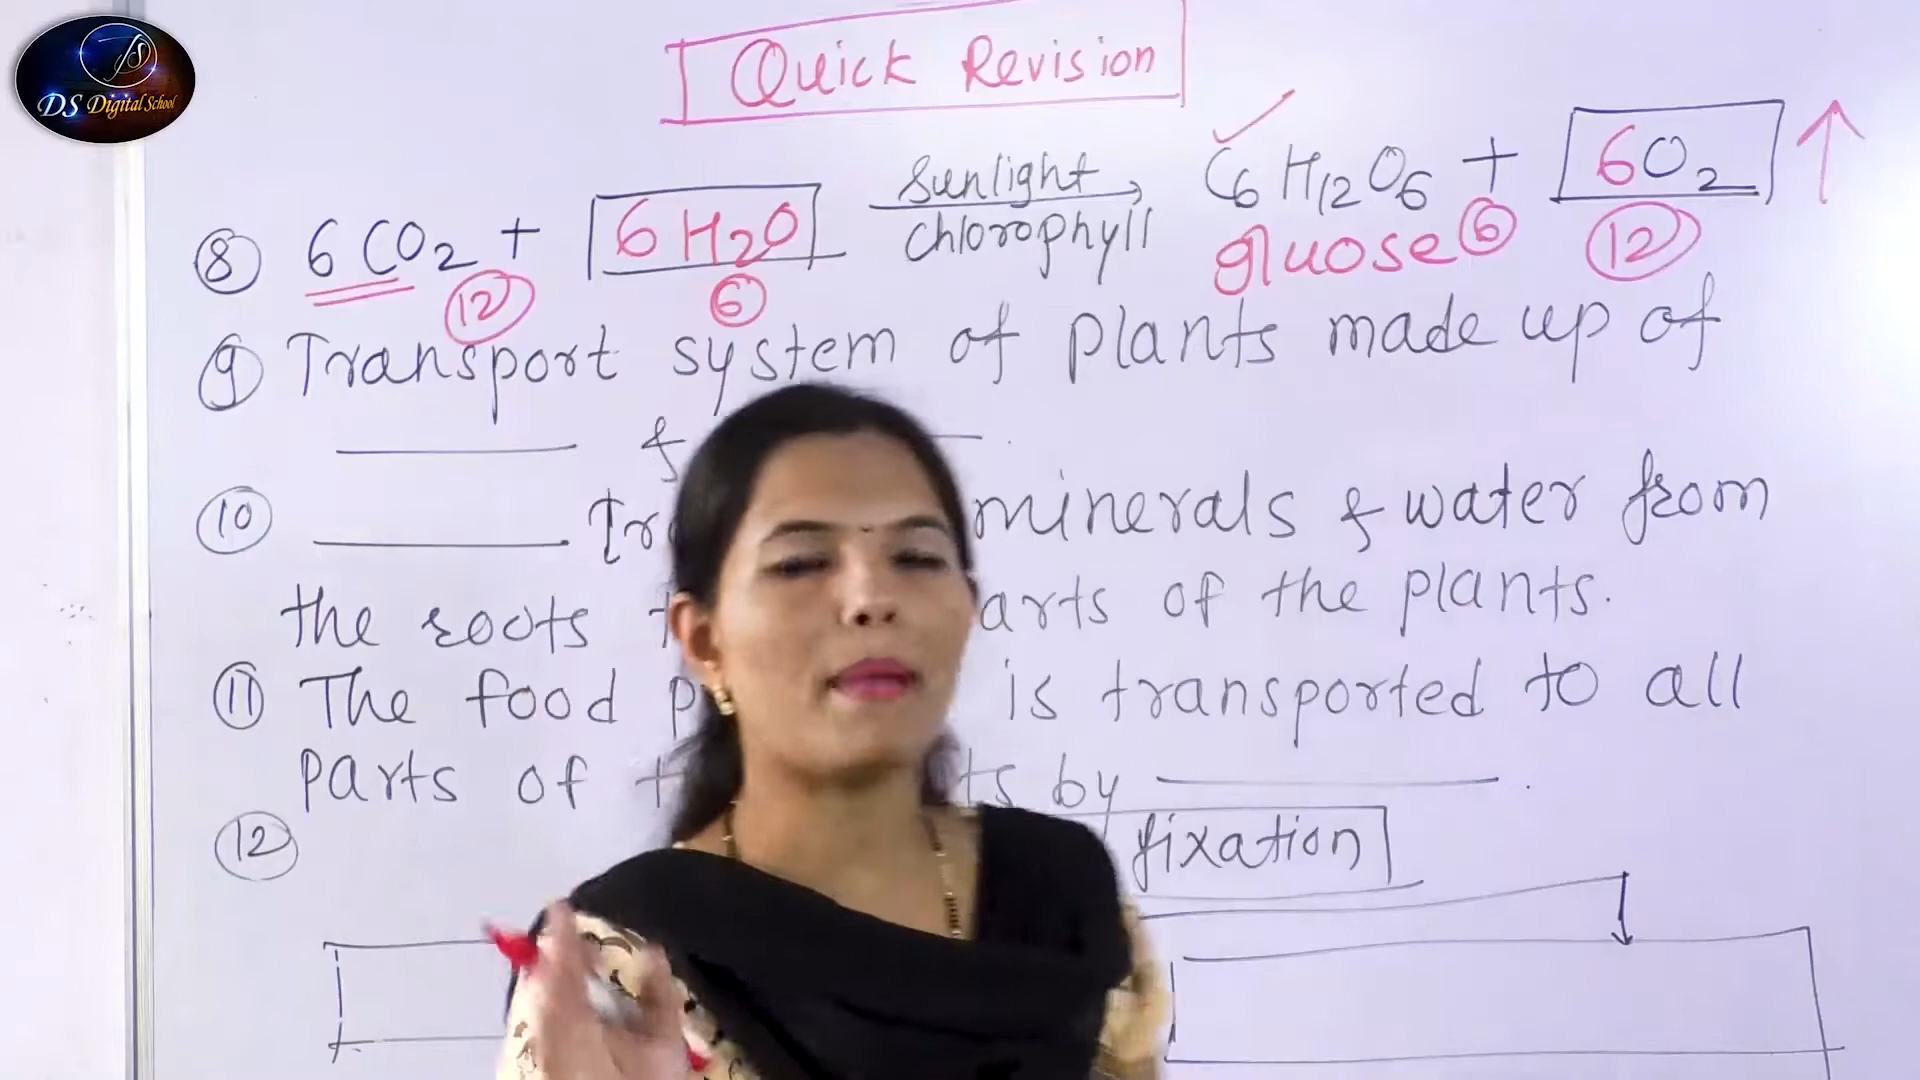 DS Digital School
Quick Revision
⑧ 6CO2 + 6H2O Sunlight chlorophyll → C6H12O6 + 6O2 ↑
⑫ ⑥ gluose ⑥ ⑫
⑨ Transport system of plants made up of
&
⑩ minerals & water from
the roots arts of the plants.
⑪ The food is transported to all
parts of by
⑫ fixation